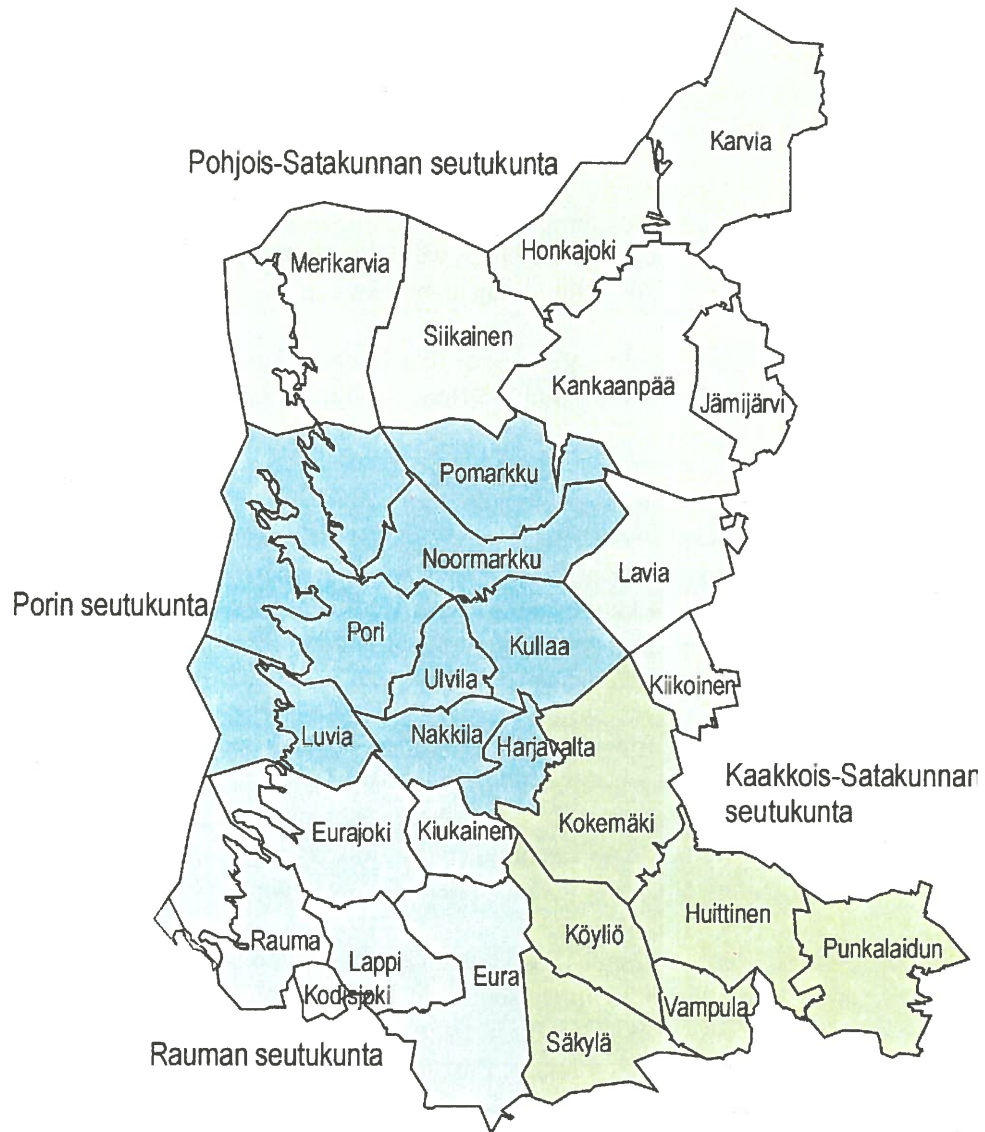 Karvia
Pohjois-Satakunnan seutukunta
Honkajoki
Merikarvia
Siikainen
Kankaanpää
Jämijärvi
Pomarkku
Noormarkku
Lavia
Porin seutukunta
Pori
Kullaa
Ulvila
Kiikoinen
Luvia
Nakkila
Harjavalta
Kaakkois-Satakunnan
seutukunta
Eurajoki
Kiukainen
Kokemäki
Huittinen
Rauma
Köyliö
Punkalaidun
Lappi
Eura
Kodisjoki
Vampula
Säkylä
Rauman seutukunta